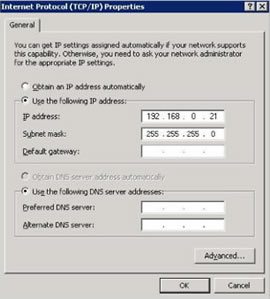 Internet Protocol (TCP/IP) Properties
General
You can get IP settings assigned automatically if your network supports
this capability. Otherwise, you need to ask your network administrator
for the appropriate IP settings.
Obtain an IP address automatically
Use the following IP address:
IP address: 192 . 168 . 0 . 21
Subnet mask: 255 . 255 . 255 . 0
Default gateway: . . .
Obtain DNS server address automatically
Use the following DNS server addresses:
Preferred DNS server: . . .
Alternate DNS server: . . .
Advanced...
OK Cancel